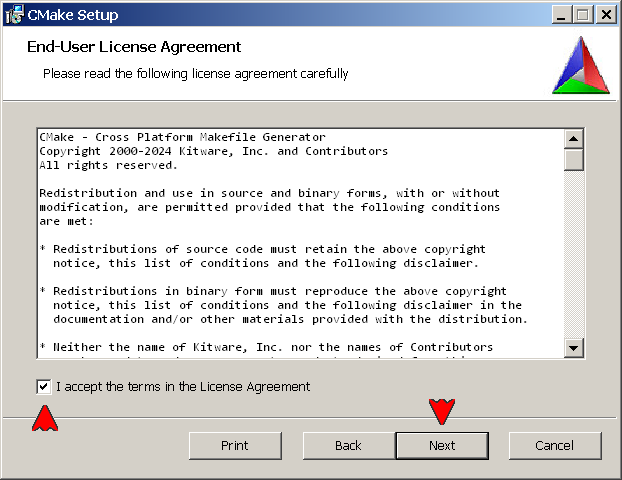 CMake Setup
End-User License Agreement
Please read the following license agreement carefully
CMake - Cross Platform Makefile Generator
Copyright 2000-2024 Kitware, Inc. and Contributors
All rights reserved.
Redistribution and use in source and binary forms, with or without
modification, are permitted provided that the following conditions
are met:
* Redistributions of source code must retain the above copyright
notice, this list of conditions and the following disclaimer.
* Redistributions in binary form must reproduce the above copyright
notice, this list of conditions and the following disclaimer in the
documentation and/or other materials provided with the distribution.
* Neither the name of Kitware, Inc. nor the names of Contributors
I accept the terms in the License Agreement
Print
Back
Next
Cancel